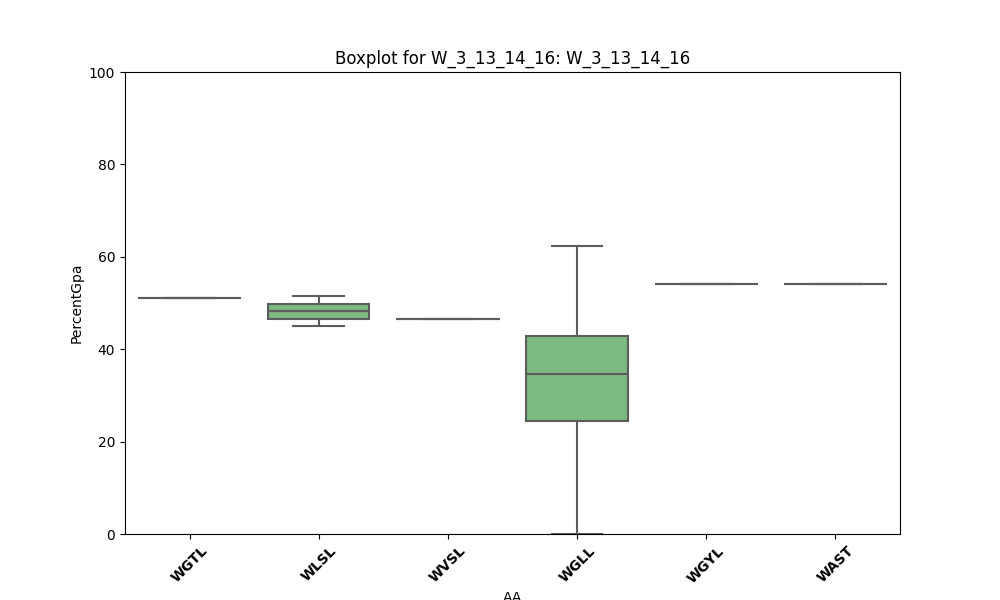 Boxplot for W_3_13_14_16: W_3_13_14_16
100
80
60
40
20
0
PercentGpa
WGTL
WLSL
WVSL
WGLL
WGYL
WAST
AA